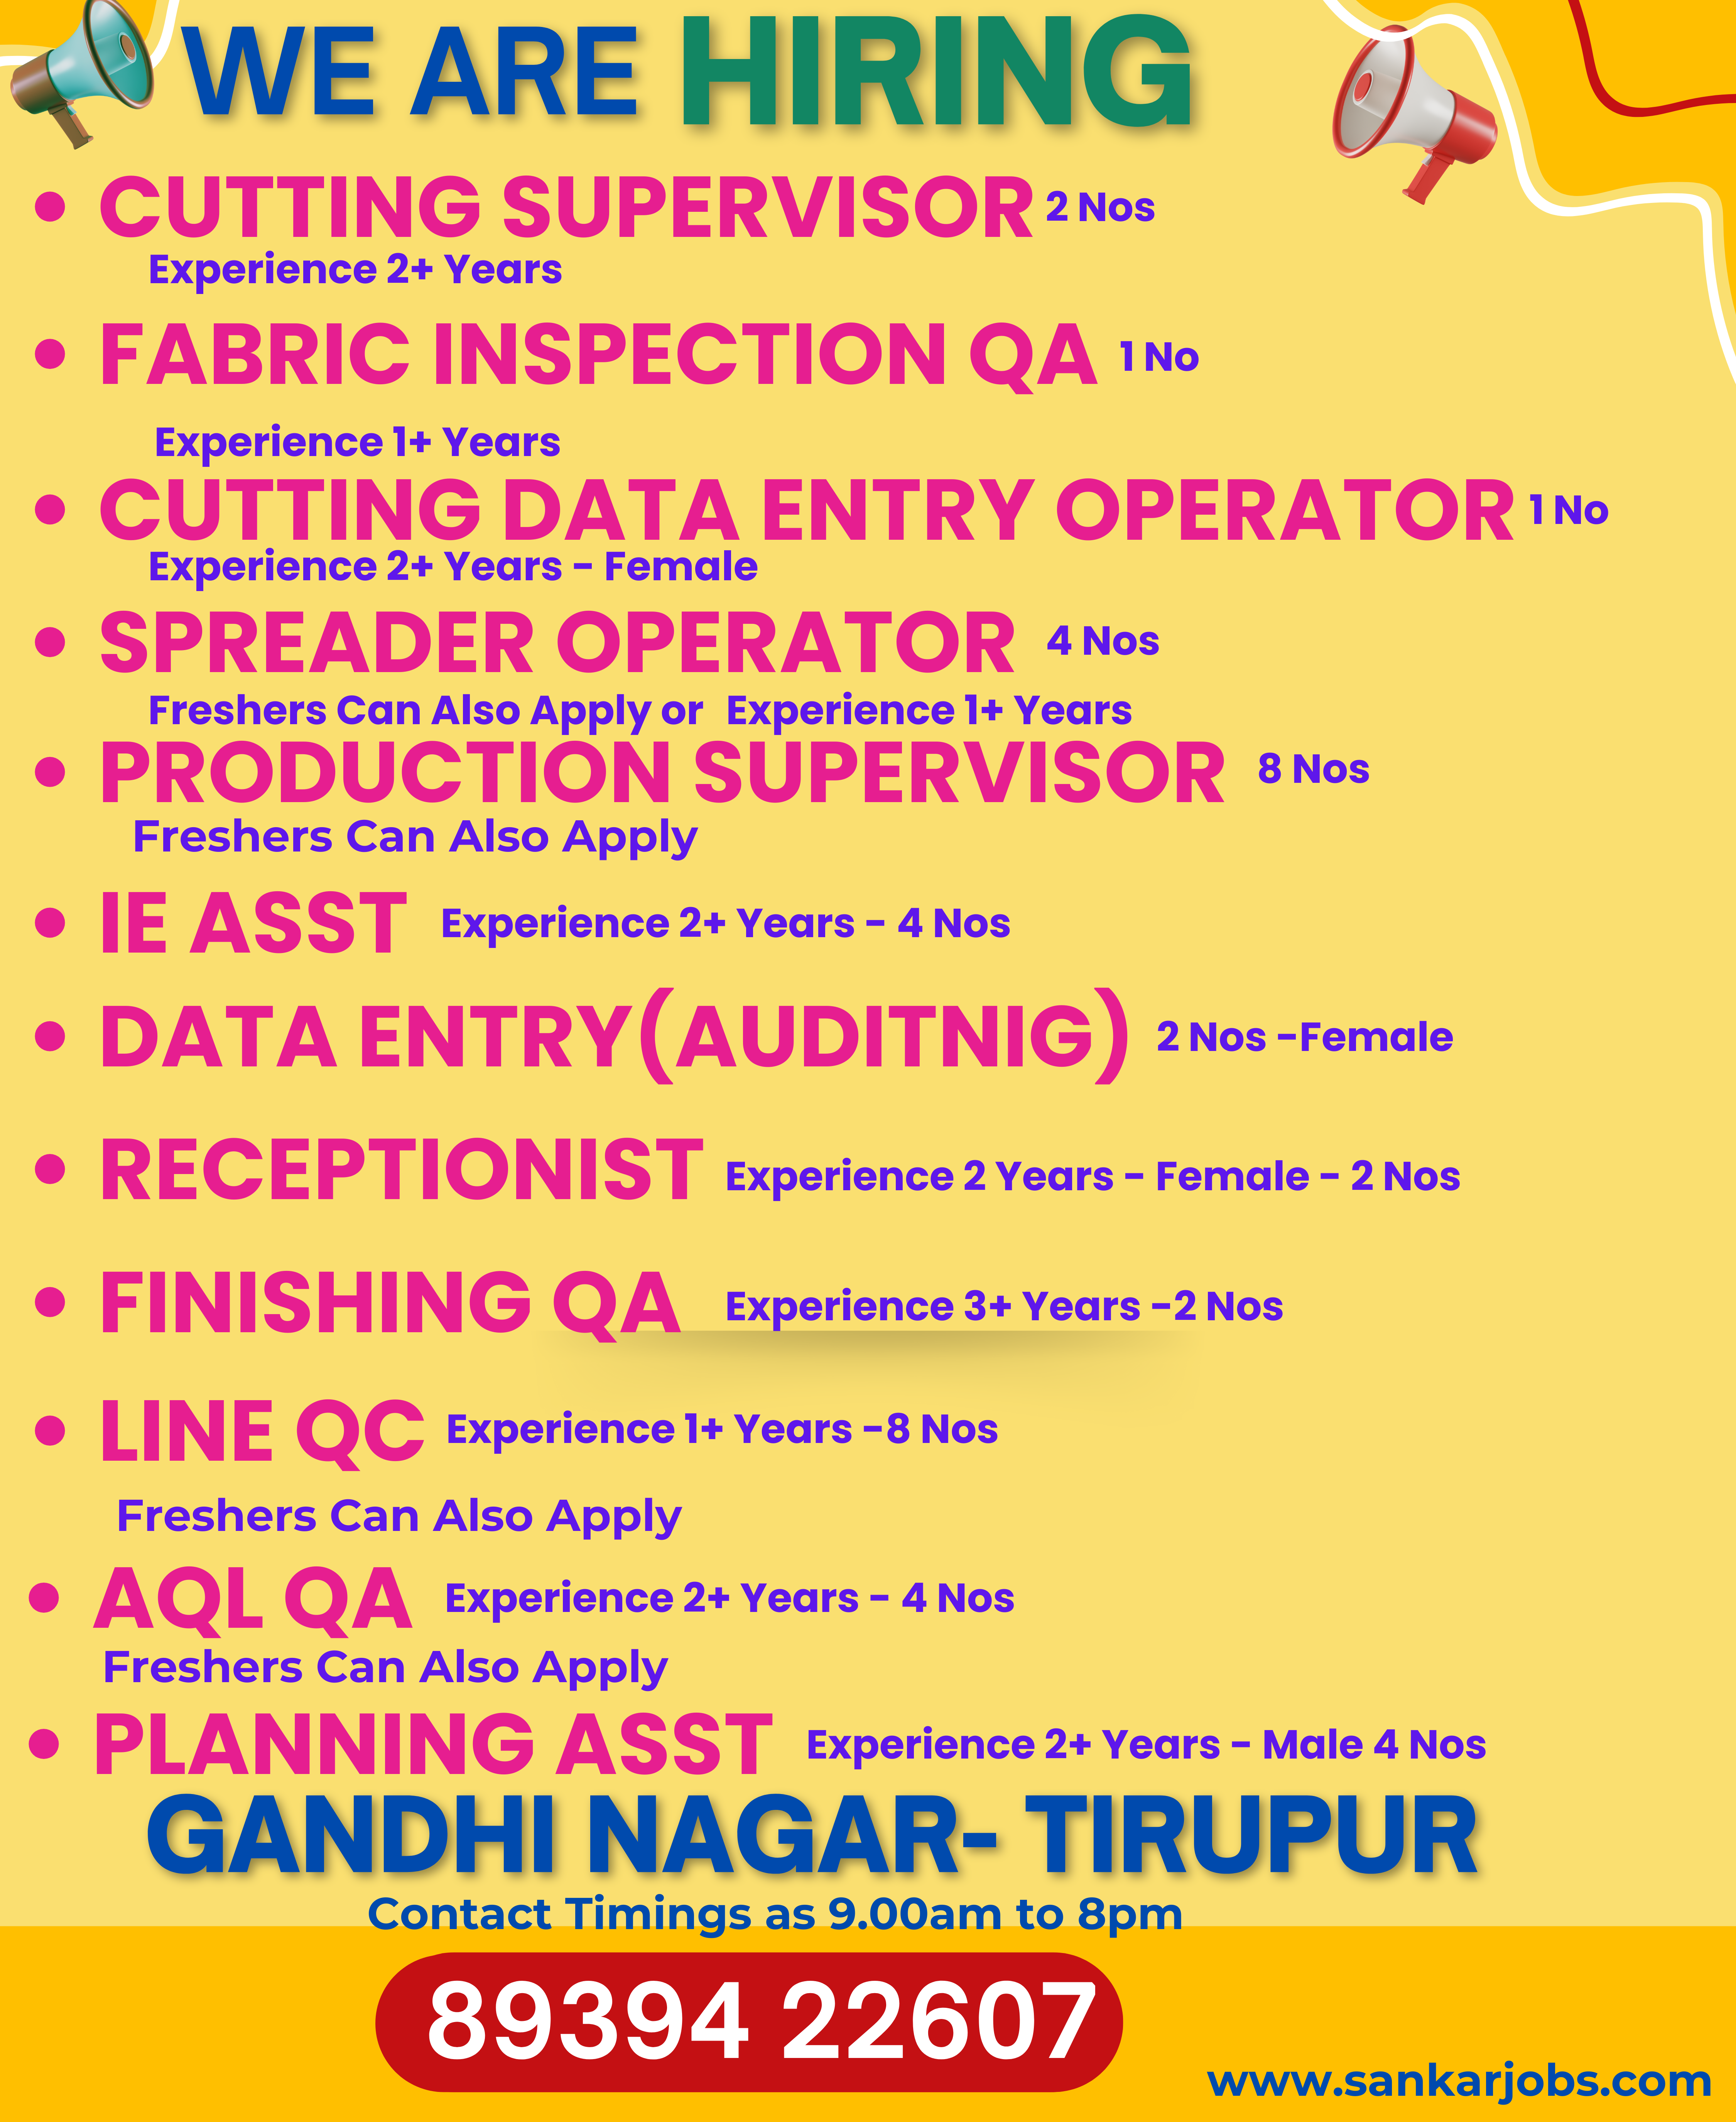 WE ARE HIRING
• CUTTING SUPERVISOR 2 Nos
Experience 2+ Years
• FABRIC INSPECTION QA 1 No
Experience 1+ Years
• CUTTING DATA ENTRY OPERATOR 1 No
Experience 2+ Years - Female
• SPREADER OPERATOR 4 Nos
Freshers Can Also Apply or Experience 1+ Years
• PRODUCTION SUPERVISOR 8 Nos
Freshers Can Also Apply
• IE ASST Experience 2+ Years - 4 Nos
• DATA ENTRY(AUDITNIG) 2 Nos -Female
• RECEPTIONIST Experience 2 Years - Female - 2 Nos
• FINISHING QA Experience 3+ Years -2 Nos
• LINE QC Experience 1+ Years -8 Nos
Freshers Can Also Apply
• AQL QA Experience 2+ Years - 4 Nos
Freshers Can Also Apply
• PLANNING ASST Experience 2+ Years - Male 4 Nos
GANDHI NAGAR- TIRUPUR
Contact Timings as 9.00am to 8pm
89394 22607
www.sankarjobs.com